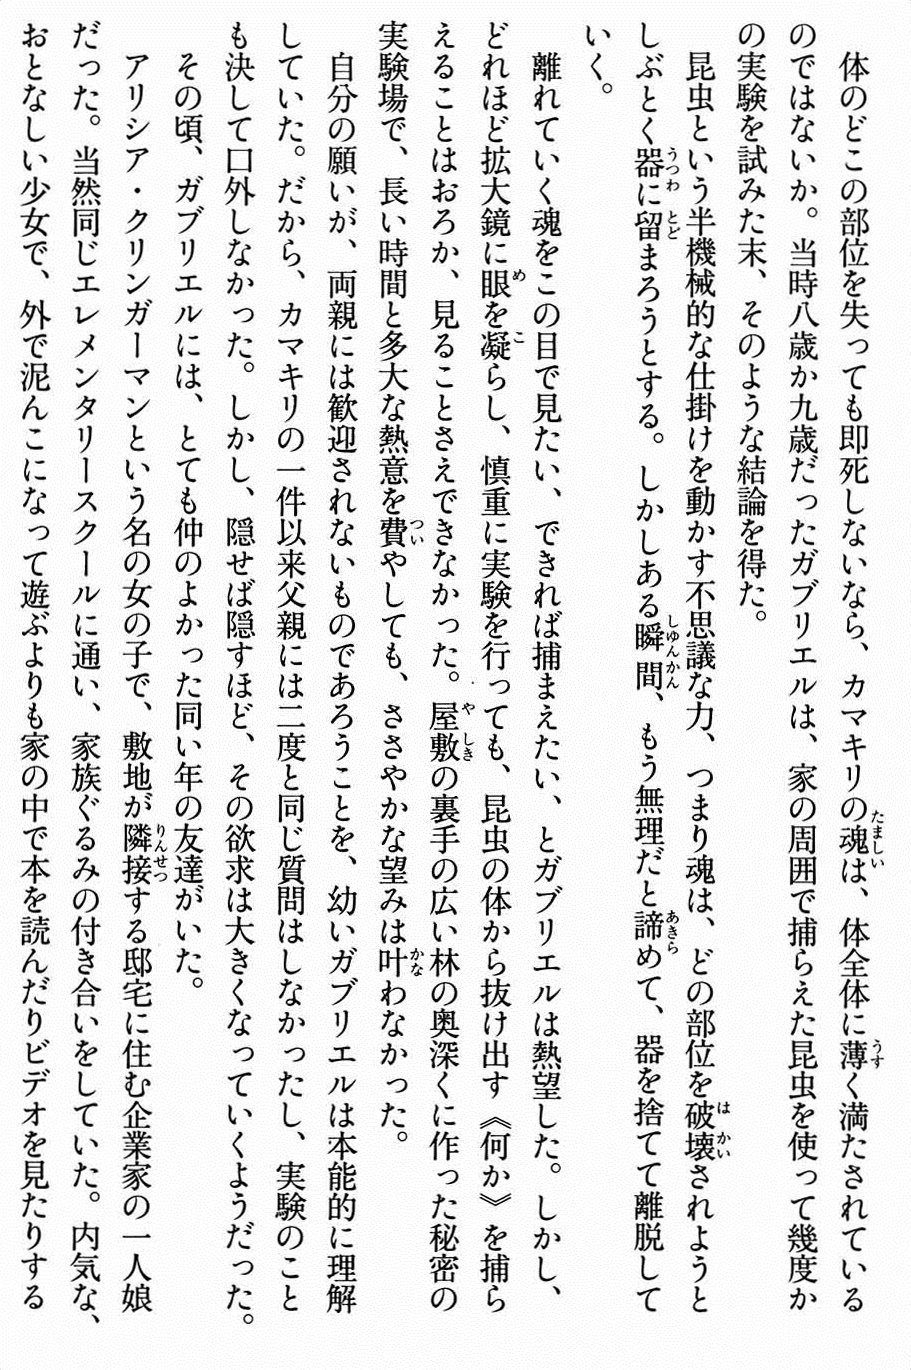 体のどこの部位を失っても即死しないなら、カマキリの魂は、体全体に薄く満たされている
のではないか。当時八歳か九歳だったガブリエルは、家の周囲で捕らえた昆虫を使って幾度か
の実験を試みた末、そのような結論を得た。
昆虫という半機械的な仕掛けを動かす不思議な力、つまり魂は、どの部位を破壊されようと
しぶとく器に留まろうとする。しかしある瞬間、もう無理だと諦めて、器を捨てて離脱して
いく。
離れていく魂をこの目で見たい、できれば捕まえたい、とガブリエルは熱望した。しかし、
どれほど拡大鏡に眼を凝らし、慎重に実験を行っても、昆虫の体から抜け出す《何か》を捕ら
えることはおろか、見ることさえできなかった。屋敷の裏手の広い林の奥深くに作った秘密の
実験場で、長い時間と多大な熱意を費やしても、ささやかな望みは叶わなかった。
自分の願いが、両親には歓迎されないものであろうことを、幼いガブリエルは本能的に理解
していた。だから、カマキリの一件以来父親には二度と同じ質問はしなかったし、実験のこと
も決して口外しなかった。しかし、隠せば隠すほど、その欲求は大きくなっていくようだった。
その頃、ガブリエルには、とても仲のよかった同い年の友達がいた。
アリシア・クリンガーマンという名の女の子で、敷地が隣接する邸宅に住む企業家の一人娘
だった。当然同じエレメンタリースクールに通い、家族ぐるみの付き合いをしていた。内気な、
おとなしい少女で、外で泥んこになって遊ぶよりも家の中で本を読んだりビデオを見たりする